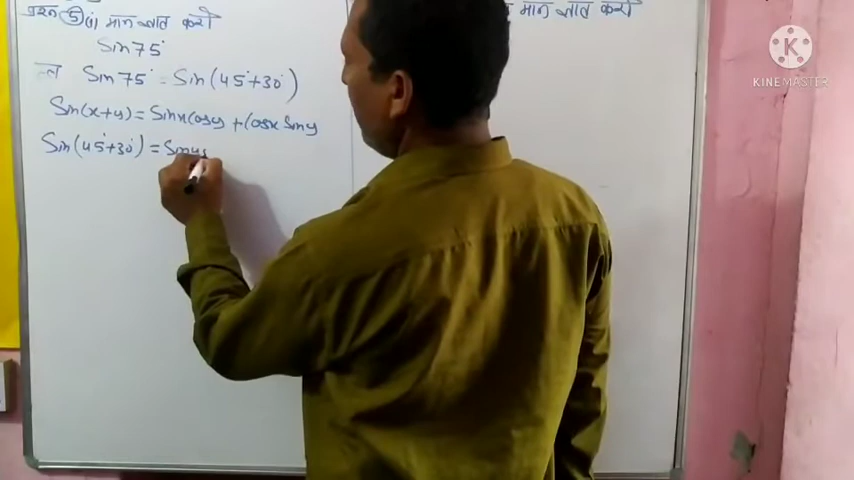 प्रश्न (5) (i) मान ज्ञात करो
Sin 75°
Sin 75° = Sin (45°+30°)
Sin(x+y) = Sinx Cosy + Cosx Siny
Sin(45°+30°) = Sin45
मान ज्ञात करो
KINEMASTER